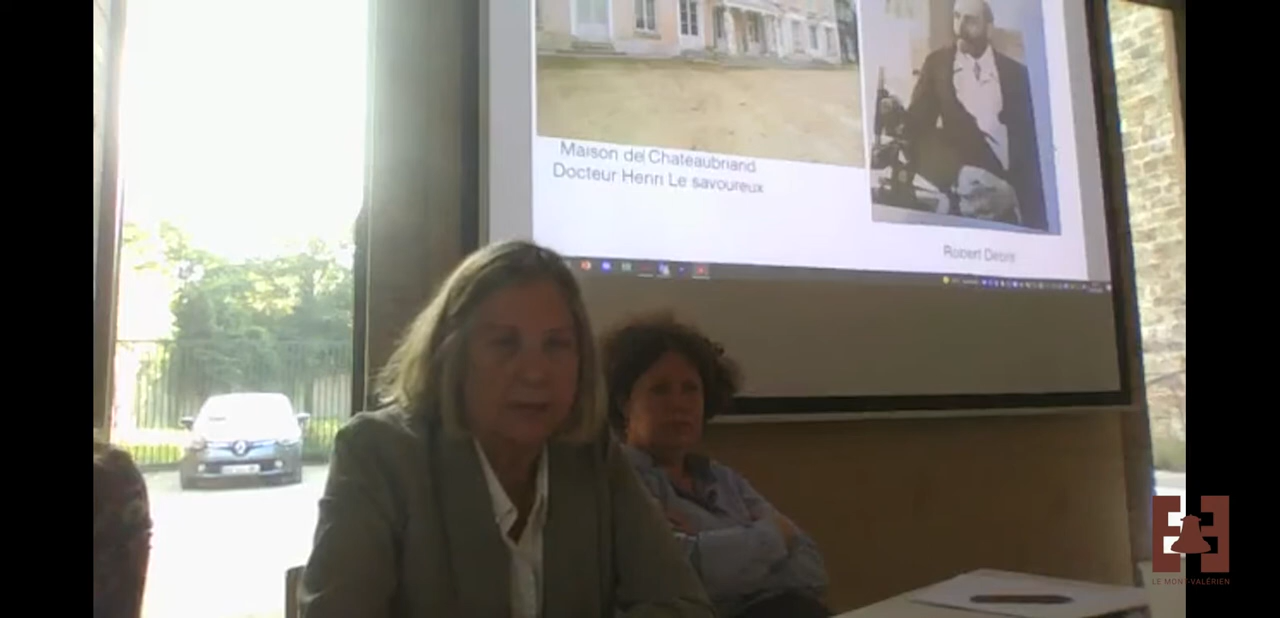 Maison de Chateaubriand
Docteur Henri Le savoureux
Robert Debré
LE MONT-VALÉRIEN